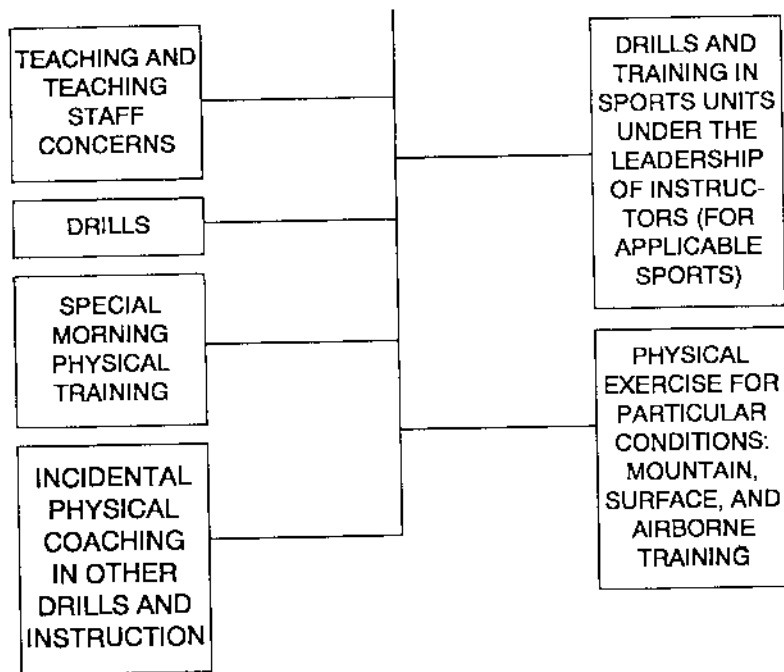 TEACHING AND
TEACHING
STAFF
CONCERNS
DRILLS
SPECIAL
MORNING
PHYSICAL
TRAINING
INCIDENTAL
PHYSICAL
COACHING
IN OTHER
DRILLS AND
INSTRUCTION
DRILLS AND
TRAINING IN
SPORTS UNITS
UNDER THE
LEADERSHIP
OF INSTRUC-
TORS (FOR
APPLICABLE
SPORTS)
PHYSICAL
EXERCISE FOR
PARTICULAR
CONDITIONS:
MOUNTAIN,
SURFACE, AND
AIRBORNE
TRAINING